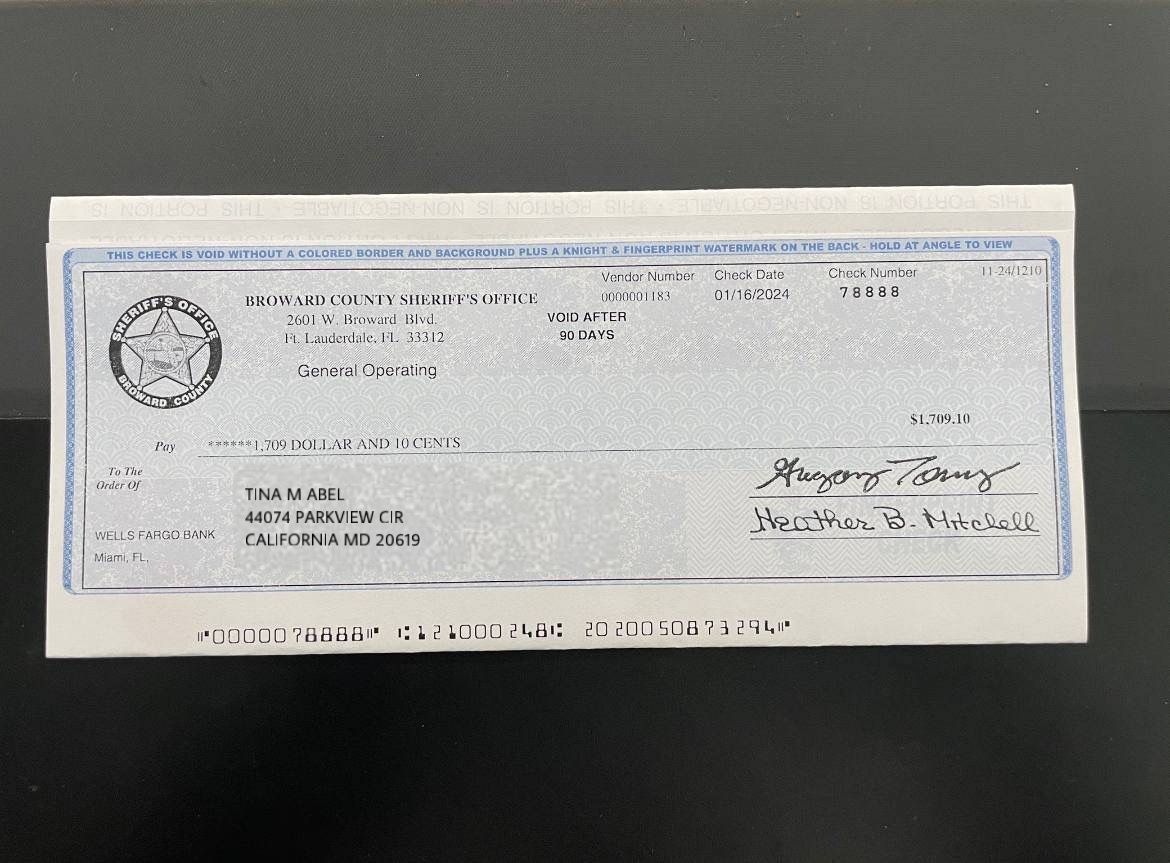 THIS PORTION IS NON-NEGOTIABLE · THIS PORTION IS NON-NEGOTIABLE · THIS PORTION IS
THIS CHECK IS VOID WITHOUT A COLORED BORDER AND BACKGROUND PLUS A KNIGHT & FINGERPRINT WATERMARK ON THE BACK - HOLD AT ANGLE TO VIEW
Vendor Number Check Date Check Number 11-24/1210
0000001183 01/16/2024 78888
SHERIFF'S OFFICE
BROWARD COUNTY
BROWARD COUNTY SHERIFF'S OFFICE
2601 W. Broward Blvd.
Ft. Lauderdale, FL 33312
VOID AFTER
90 DAYS
General Operating
$1,709.10
Pay ******1,709 DOLLAR AND 10 CENTS
To The
Order Of
TINA M ABEL
44074 PARKVIEW CIR
CALIFORNIA MD 20619
Heather B. Mitchell
WELLS FARGO BANK
Miami, FL,
⑈0000078888⑈ ⑆121000248⑆ 2020050873294⑈